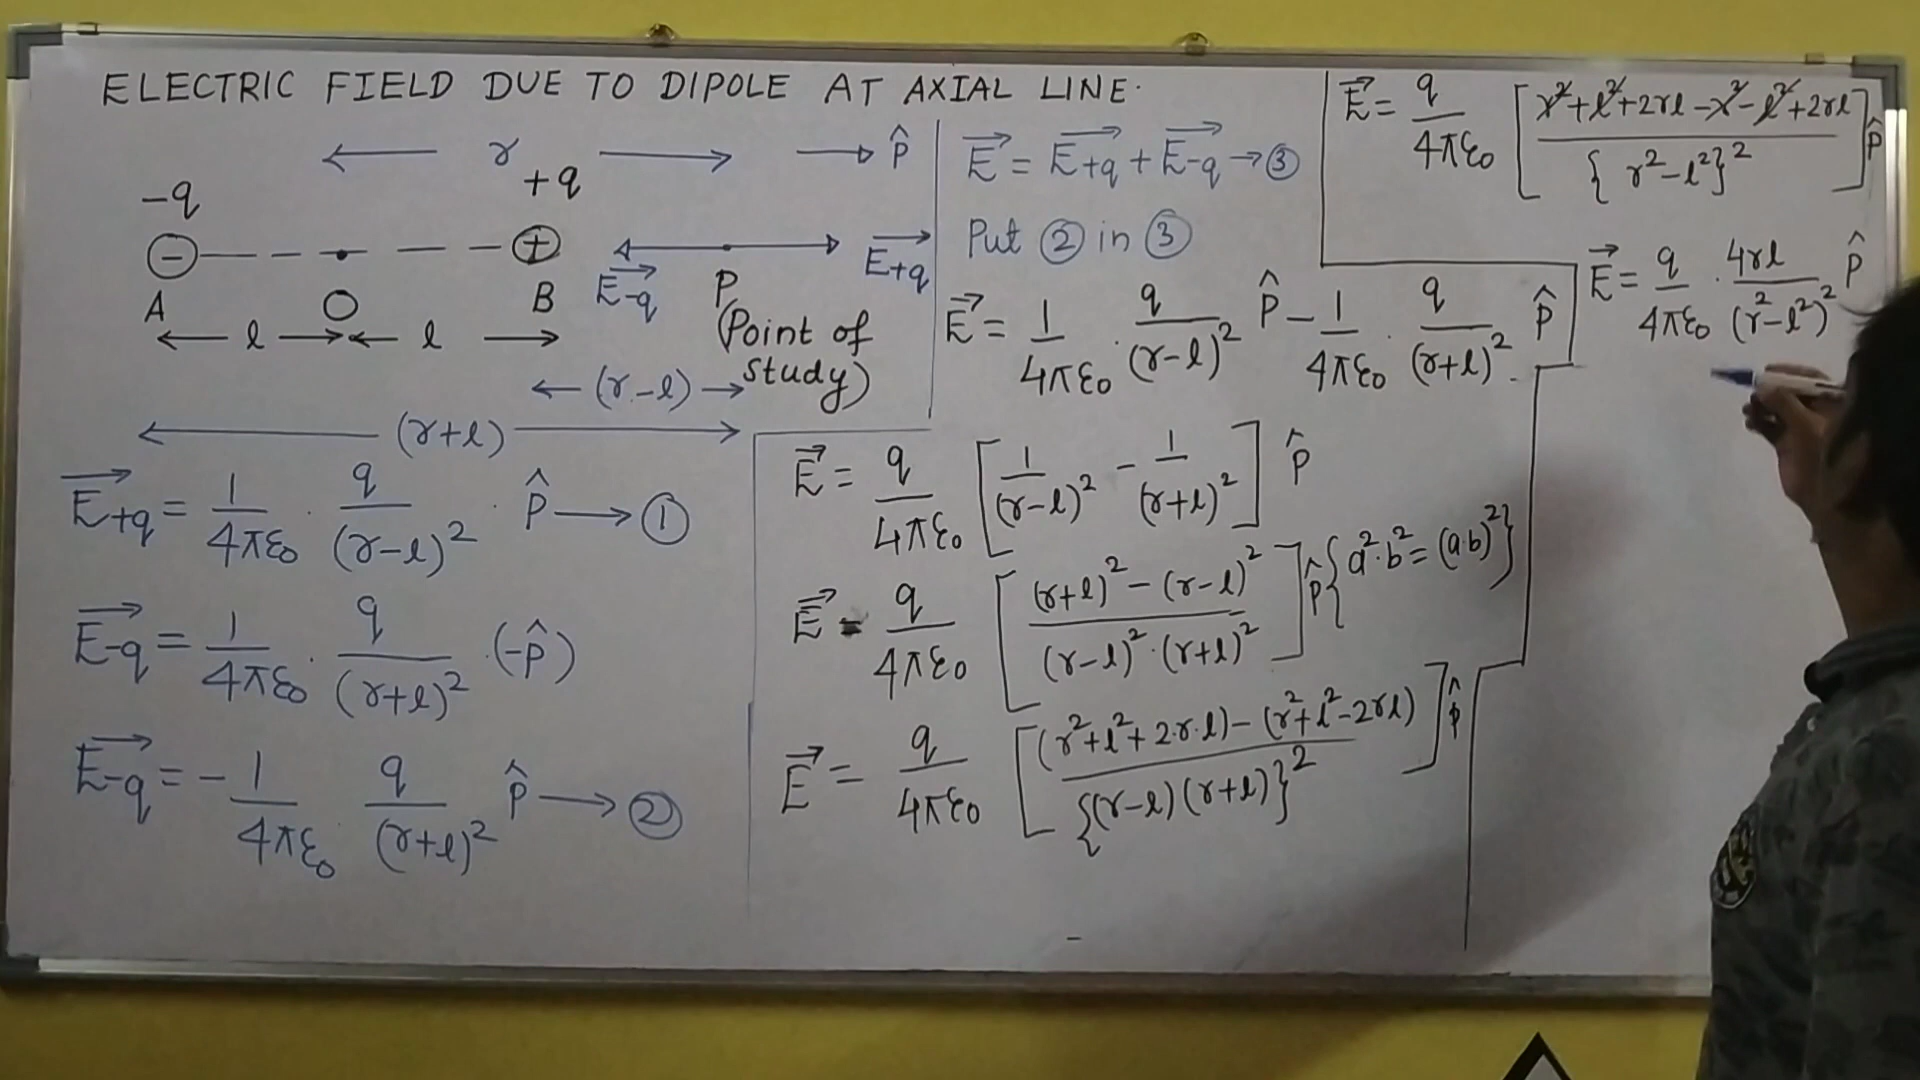 ELECTRIC FIELD DUE TO DIPOLE AT AXIAL LINE.
r
p̂
-q
+q
⊖
⊕
A
O
B
E⃗-q
P
E⃗+q
(Point of
study)
l
l
(r-l)
(r+l)
E⃗+q = 1/4πε₀ · q/(r-l)² · p̂ → ①
E⃗-q = 1/4πε₀ · q/(r+l)² · (-p̂)
E⃗-q = - 1/4πε₀ q/(r+l)² p̂ → ②
E⃗ = E⃗+q + E⃗-q → ③
Put ② in ③
E⃗ = 1/4πε₀ · q/(r-l)² p̂ - 1/4πε₀ · q/(r+l)² p̂
E⃗ = q/4πε₀ [1/(r-l)² - 1/(r+l)²] p̂
E⃗ = q/4πε₀ [(r+l)² - (r-l)² / (r-l)²·(r+l)²] p̂ {a²·b² = (a·b)²}
E⃗ = q/4πε₀ [(r²+l²+2·r·l) - (r²+l²-2rl) / {(r-l)(r+l)}²] p̂
E⃗ = q/4πε₀ [r²+l²+2rl-r²-l²+2rl / {r²-l²}²] p̂
E⃗ = q/4πε₀ · 4rl/(r²-l²)² p̂